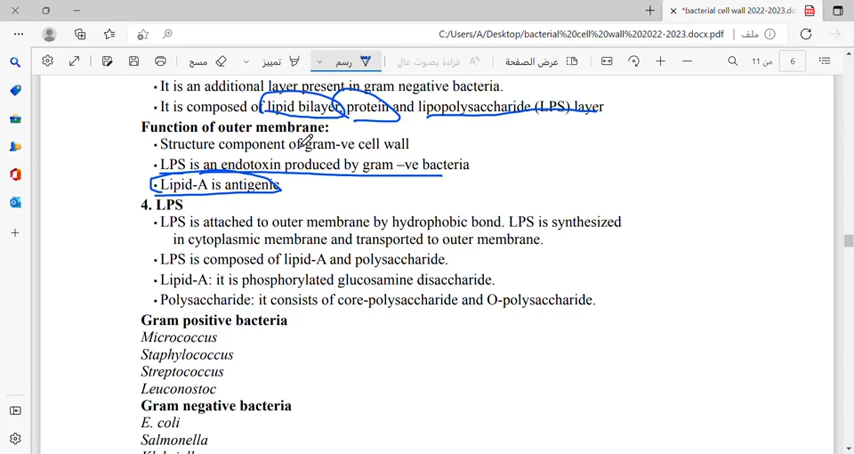 *bacterial cell wall 2022-2023.do
C:/Users/A/Desktop/bacterial%20cell%20wall%202022-2023.docx.pdf
ملف
مسح
تمييز
رسم
قراءة بصوت عالي
عرض الصفحة
من 11
6
• It is an additional layer present in gram negative bacteria.
• It is composed of lipid bilayer, protein and lipopolysaccharide (LPS) layer
Function of outer membrane:
• Structure component of gram-ve cell wall
• LPS is an endotoxin produced by gram –ve bacteria
• Lipid-A is antigenic
4. LPS
• LPS is attached to outer membrane by hydrophobic bond. LPS is synthesized
in cytoplasmic membrane and transported to outer membrane.
• LPS is composed of lipid-A and polysaccharide.
• Lipid-A: it is phosphorylated glucosamine disaccharide.
• Polysaccharide: it consists of core-polysaccharide and O-polysaccharide.
Gram positive bacteria
Micrococcus
Staphylococcus
Streptococcus
Leuconostoc
Gram negative bacteria
E. coli
Salmonella